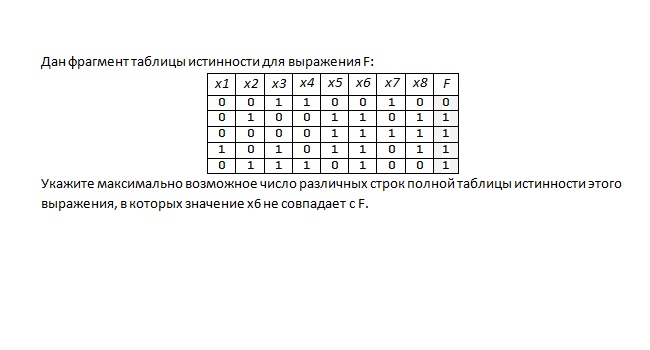 Дан фрагмент таблицы истинности для выражения F:
x1 x2 x3 x4 x5 x6 x7 x8 F
0 0 1 1 0 0 1 0 0
0 1 0 0 1 1 0 1 1
0 0 0 0 1 1 1 1 1
1 0 1 0 1 1 0 1 1
0 1 1 1 0 1 0 0 1
Укажите максимально возможное число различных строк полной таблицы истинности этого
выражения, в которых значение x6 не совпадает с F.